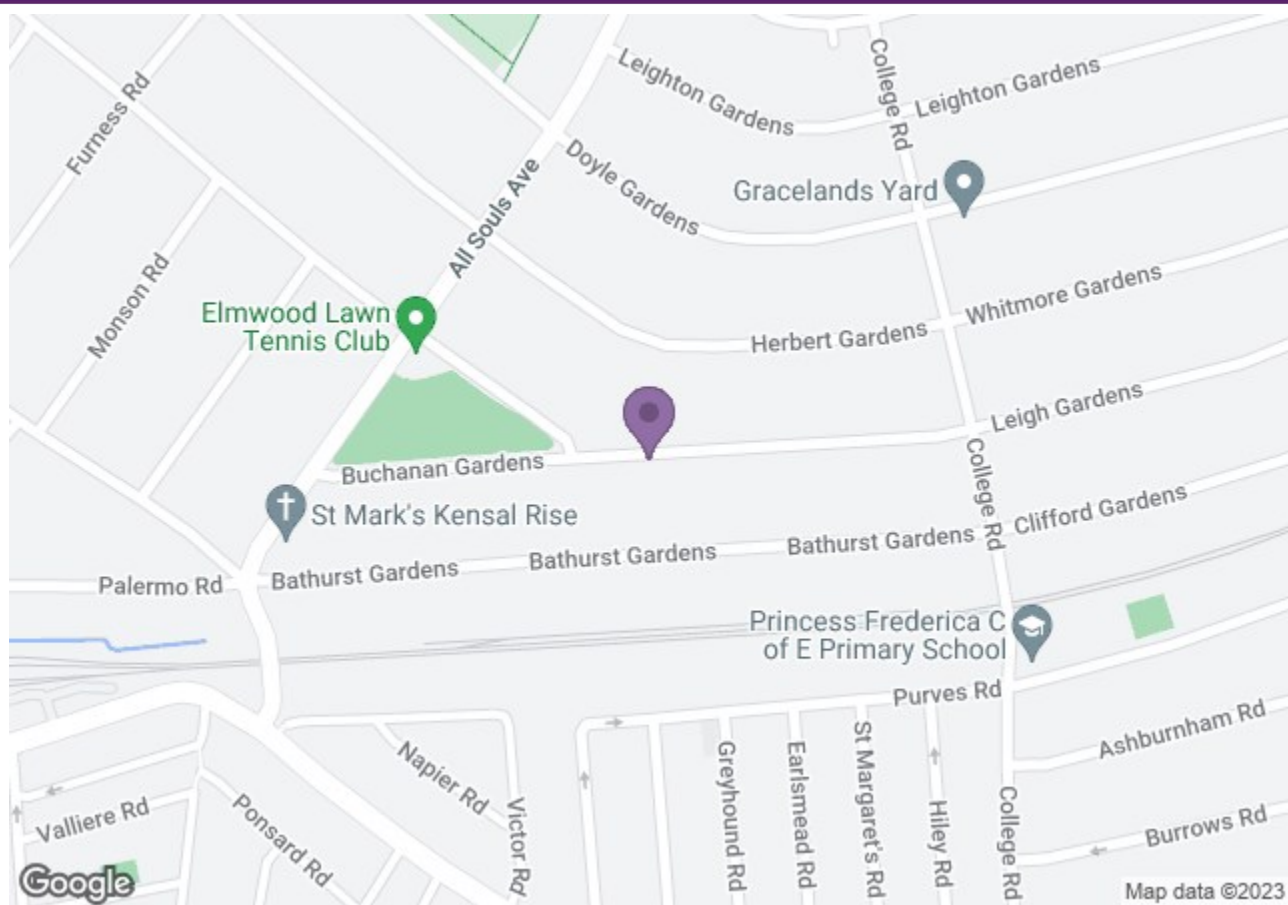 Leighton Gardens
College Rd
Leighton Gardens
Furness Rd
Doyle Gardens
Gracelands Yard
All Souls Ave
Monson Rd
Elmwood Lawn
Tennis Club
Whitmore Gardens
Herbert Gardens
Leigh Gardens
Buchanan Gardens
College Rd
St Mark's Kensal Rise
Clifford Gardens
Bathurst Gardens
Bathurst Gardens
Bathurst Gardens
Palermo Rd
Princess Frederica C
of E Primary School
Purves Rd
Ashburnham Rd
Napier Rd
Victor Rd
Greyhound Rd
Earlsmead Rd
St Margaret's Rd
Hiley Rd
College Rd
Valliere Rd
Ponsard Rd
Burrows Rd
Google
Map data ©2023